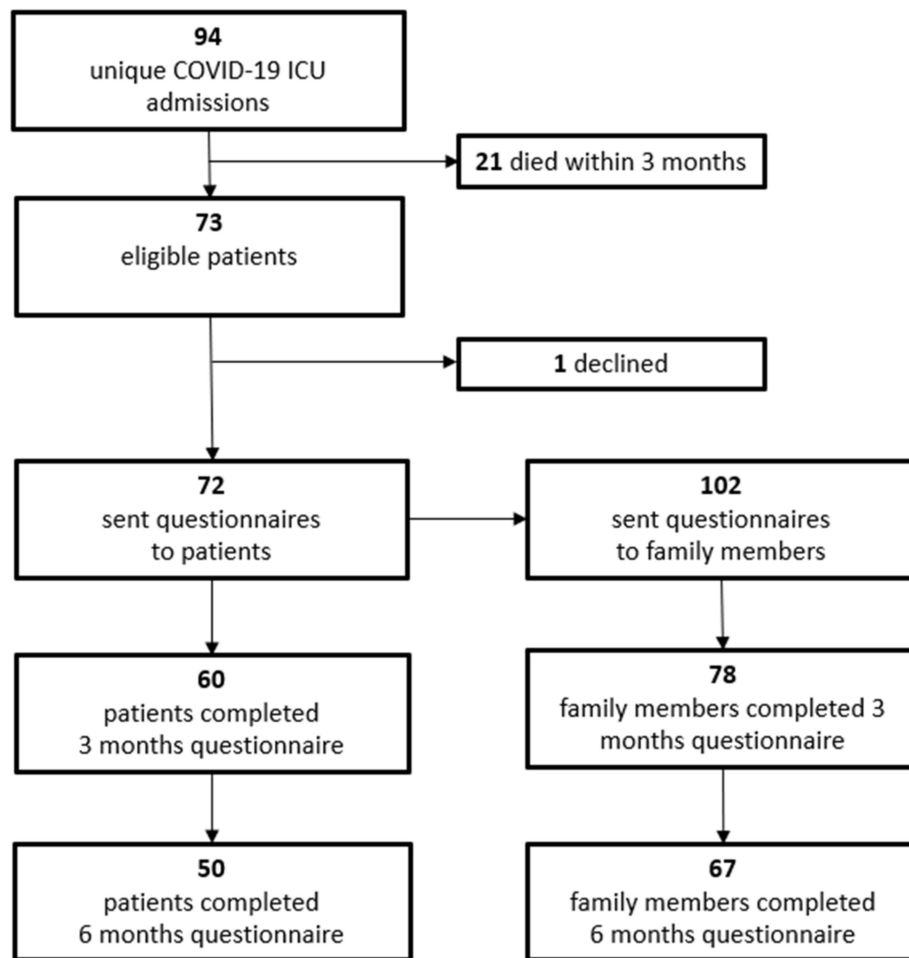 94
unique COVID-19 ICU
admissions
21 died within 3 months
73
eligible patients
1 declined
72
sent questionnaires
to patients
102
sent questionnaires
to family members
60
patients completed
3 months questionnaire
78
family members completed 3
months questionnaire
50
patients completed
6 months questionnaire
67
family members completed
6 months questionnaire